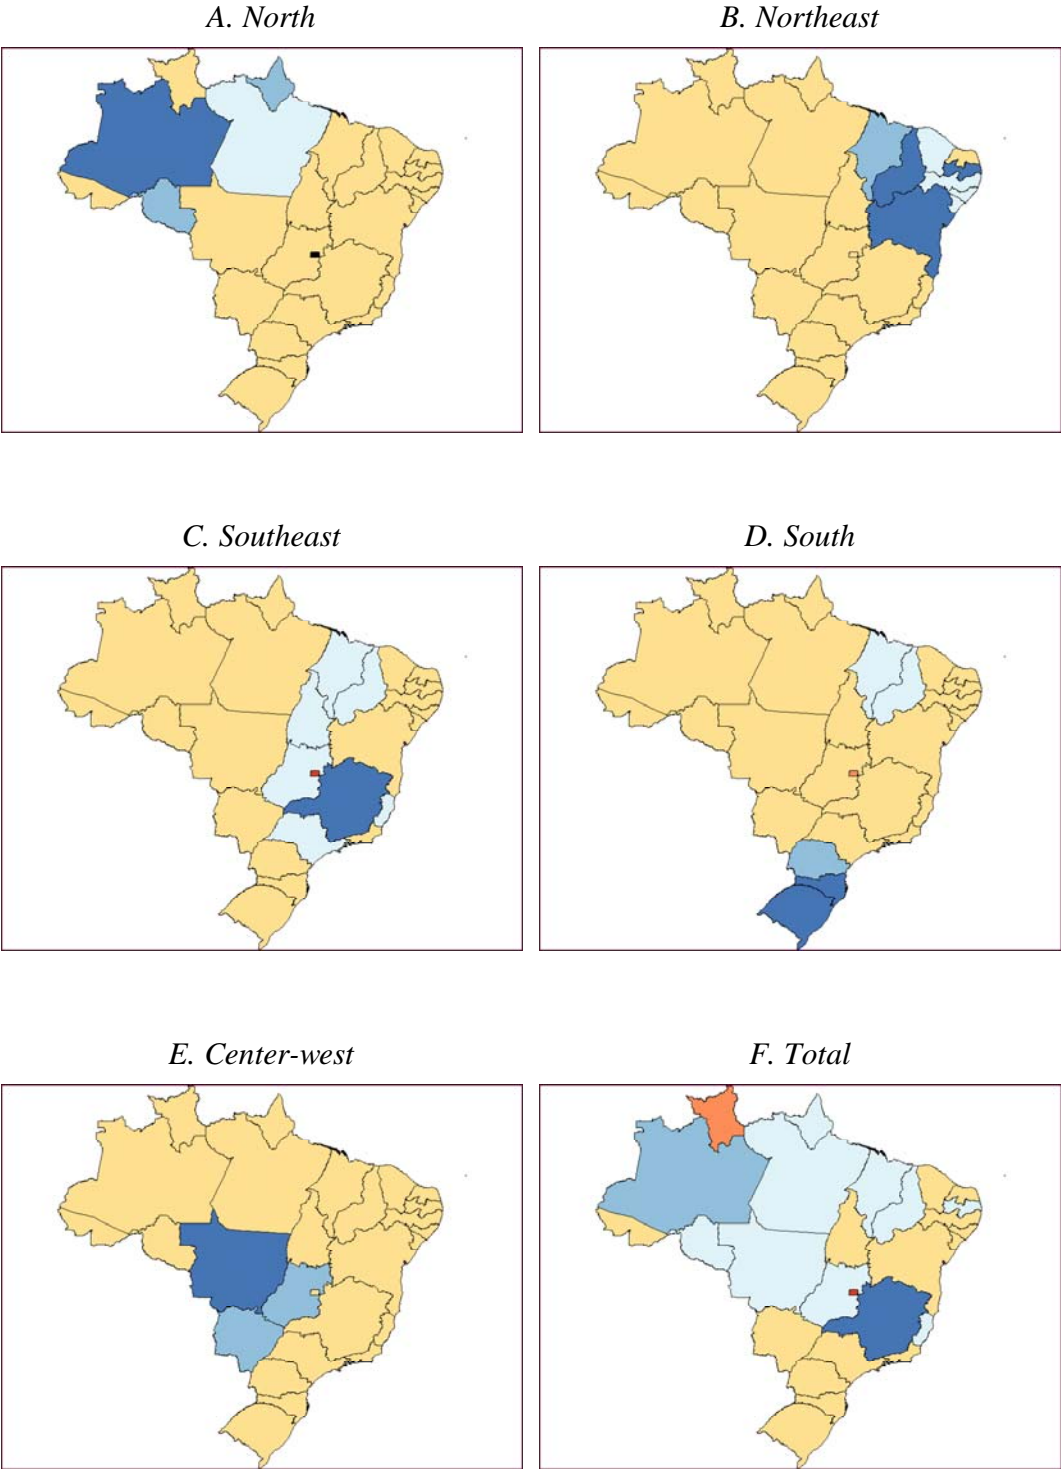 A. North
B. Northeast
C. Southeast
D. South
E. Center-west
F. Total